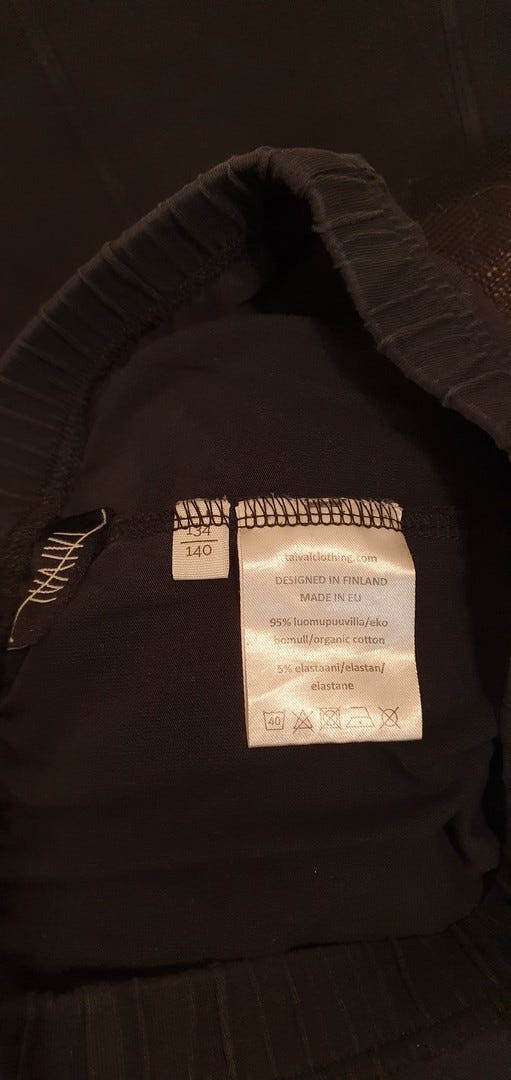 134
140
taivalclothing.com
DESIGNED IN FINLAND
MADE IN EU
95% luomupuuvilla/eko
bomull/organic cotton
5% elastaani/elastan/
elastane
40